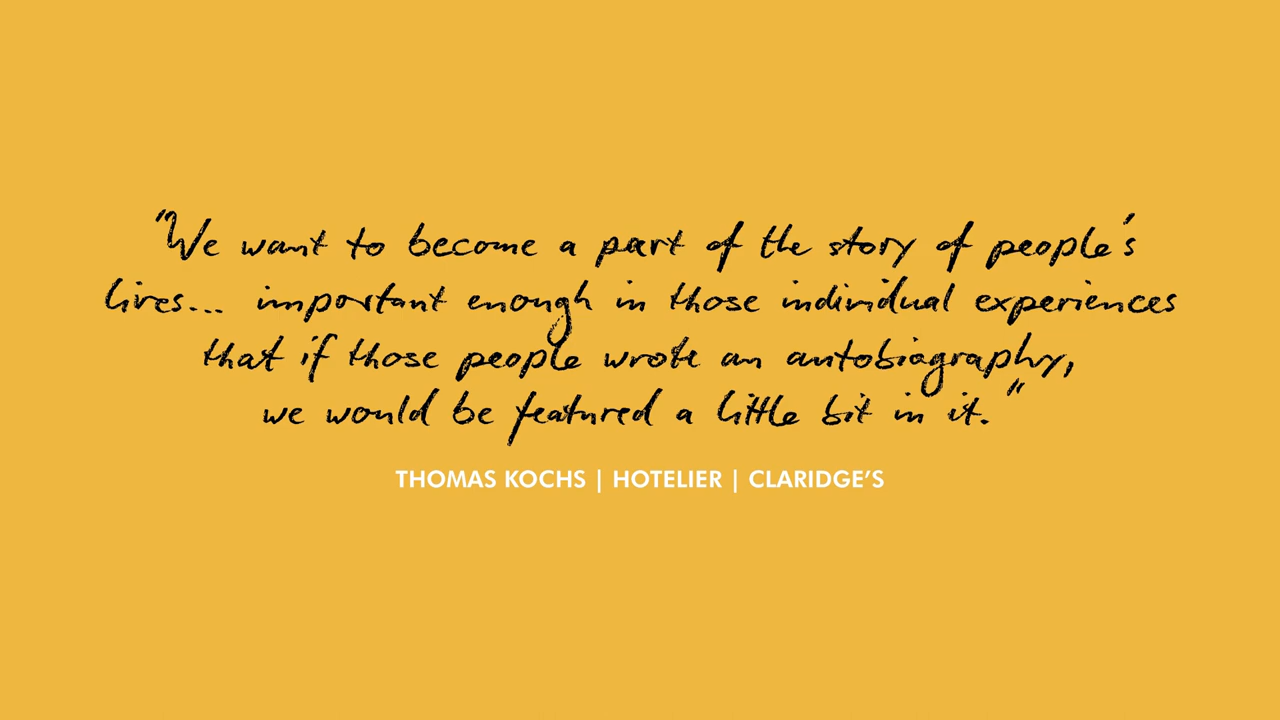 "We want to become a part of the story of people's
lives... important enough in those individual experiences
that if those people wrote an autobiography,
we would be featured a little bit in it."
THOMAS KOCHS | HOTELIER | CLARIDGE’S